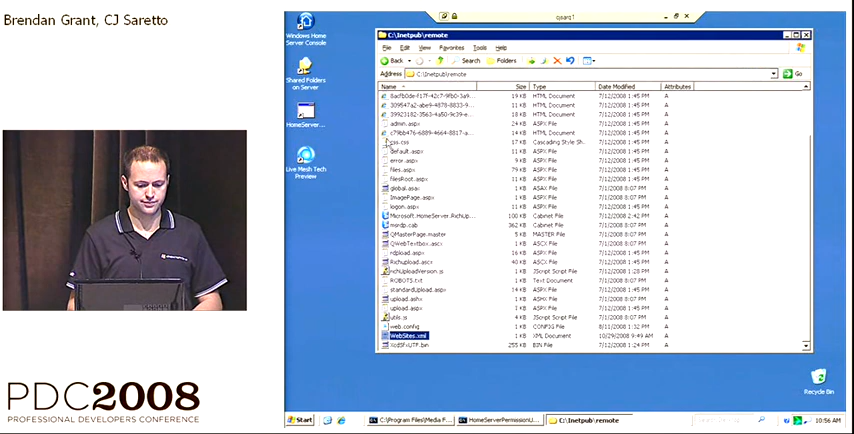 Brendan Grant, CJ Saretto
PDC2008
PROFESSIONAL DEVELOPERS CONFERENCE
Windows Home Server Console
Shared Folders on Server
HomeServer...
Live Mesh Tech Preview
Recycle Bin
cjsarq1
C:\Inetpub\remote
File Edit View Favorites Tools Help
Back Search Folders
Address C:\Inetpub\remote Go
Name Size Type Date Modified Attributes
19 KB HTML Document 7/12/2008 1:45 PM A
11 KB HTML Document 7/12/2008 1:45 PM A
18 KB HTML Document 7/12/2008 1:45 PM A
admin.aspx 24 KB ASPX File 7/12/2008 1:45 PM A
14 KB HTML Document 7/12/2008 1:45 PM A
css.css 17 KB Cascading Style Sh... 7/12/2008 1:45 PM A
default.aspx 11 KB ASPX File 7/12/2008 1:45 PM A
error.aspx 9 KB ASPX File 7/12/2008 1:45 PM A
files.aspx 79 KB ASPX File 7/12/2008 1:45 PM A
filesRoot.aspx 11 KB ASPX File 7/12/2008 1:45 PM A
global.asax 1 KB ASAX File 7/1/2008 8:07 PM A
ImagePage.aspx 1 KB ASPX File 7/1/2008 8:07 PM A
logon.aspx 11 KB ASPX File 7/12/2008 1:45 PM A
Microsoft.HomeServer.RichUp... 100 KB Cabinet File 7/12/2008 2:42 PM A
msrdp.cab 362 KB Cabinet File 7/1/2008 8:07 PM A
QMasterPage.master 5 KB MASTER File 7/1/2008 8:07 PM A
QWebTextbox.ascx 1 KB ASCX File 7/1/2008 8:07 PM A
rdpload.aspx 16 KB ASPX File 7/12/2008 1:45 PM A
RichUpload.ascx 40 KB ASCX File 7/12/2008 1:45 PM A
richUploadVersion.js 1 KB JScript Script File 7/12/2008 1:28 PM A
ROBOTS.txt 1 KB Text Document 7/1/2008 8:07 PM A
standardUpload.aspx 14 KB ASPX File 7/12/2008 1:45 PM A
upload.ashx 1 KB ASHX File 7/1/2008 8:07 PM A
upload.aspx ASPX File 7/12/2008 1:45 PM A
utils.js 4 KB JScript Script File 7/1/2008 8:07 PM A
web.config 1 KB CONFIG File 8/11/2008 1:32 PM A
WebSites.xml 1 KB XML Document 10/29/2008 9:49 AM A
XcdSFxUTF.bin 255 KB BIN File 7/12/2008 1:24 PM A
Start C:\Program Files\Media F... HomeServerPermissionU... C:\Inetpub\remote 10:56 AM